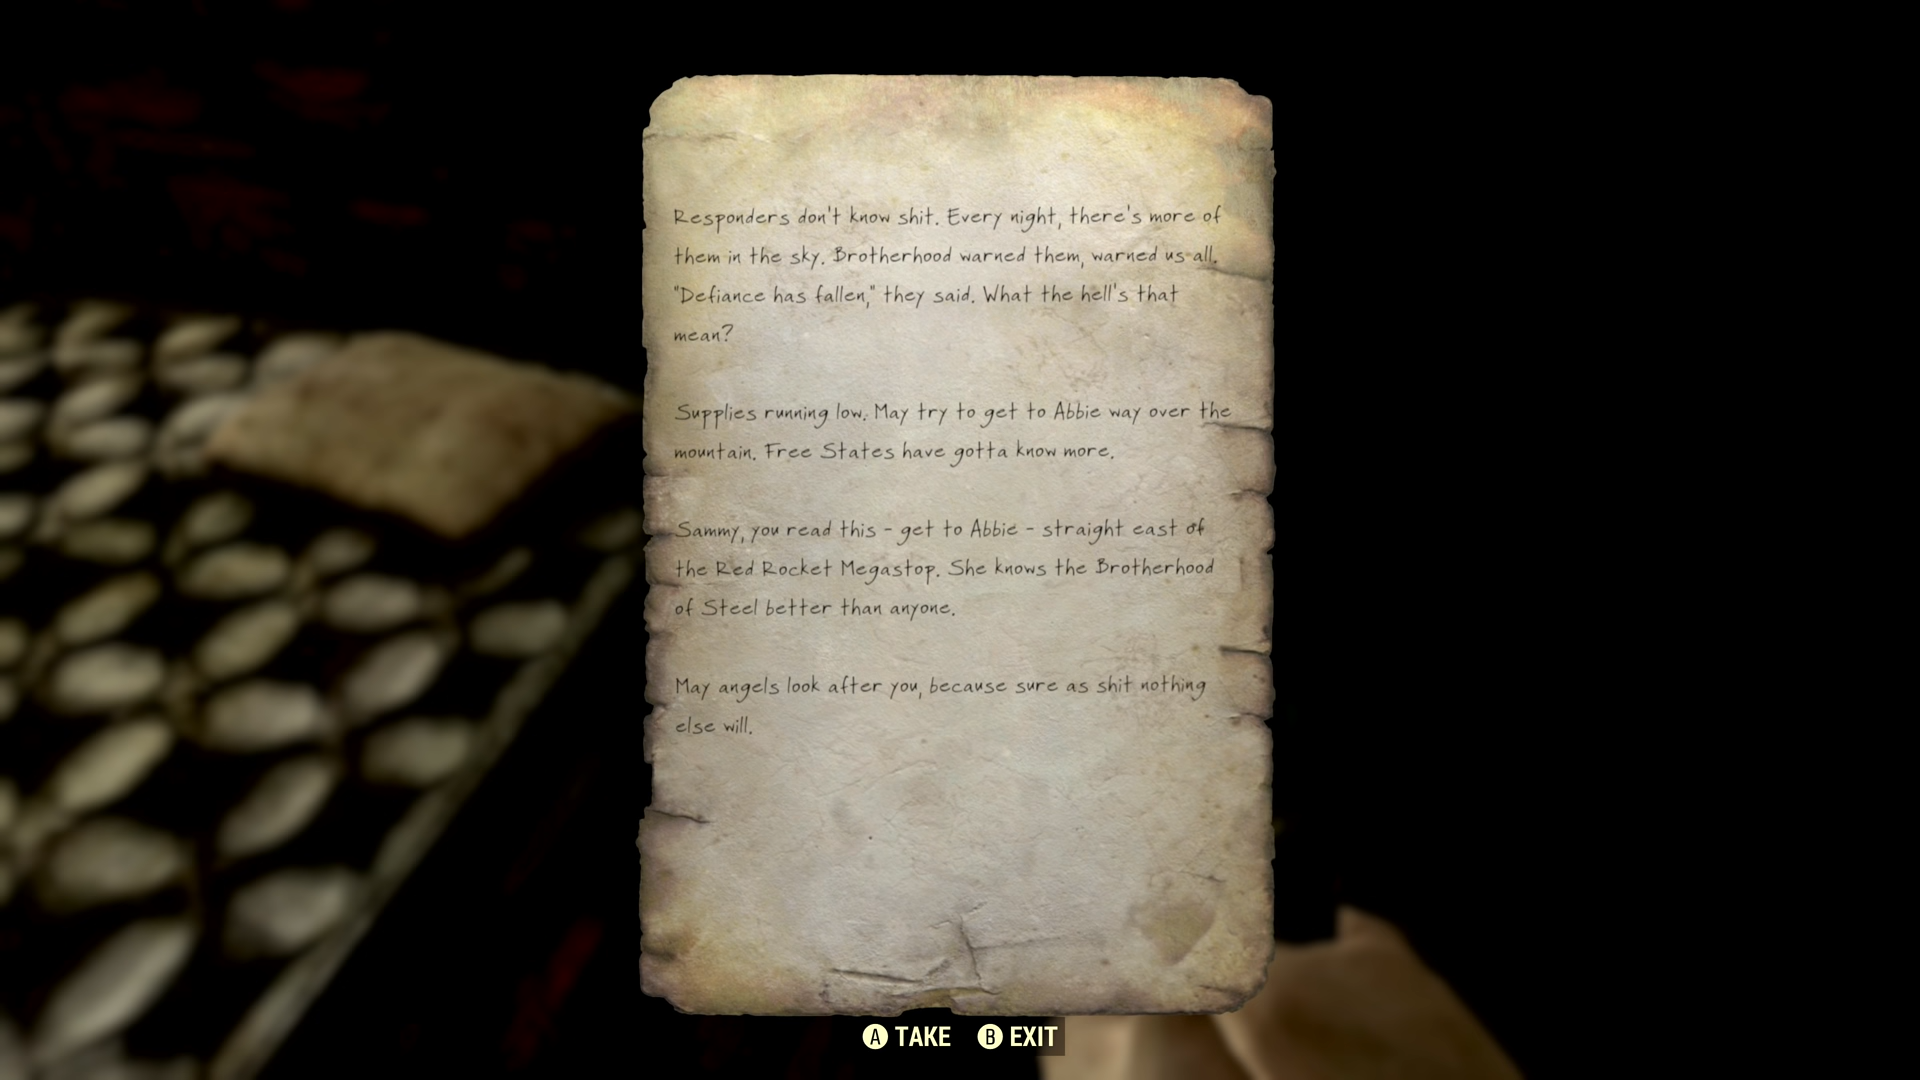 Responders don't know shit. Every night, there's more of
them in the sky. Brotherhood warned them, warned us all.
"Defiance has fallen," they said. What the hell's that
mean?
Supplies running low. May try to get to Abbie way over the
mountain. Free States have gotta know more.
Sammy, you read this - get to Abbie - straight east of
the Red Rocket Megastop. She knows the Brotherhood
of Steel better than anyone.
May angels look after you, because sure as shit nothing
else will.
A TAKE B EXIT